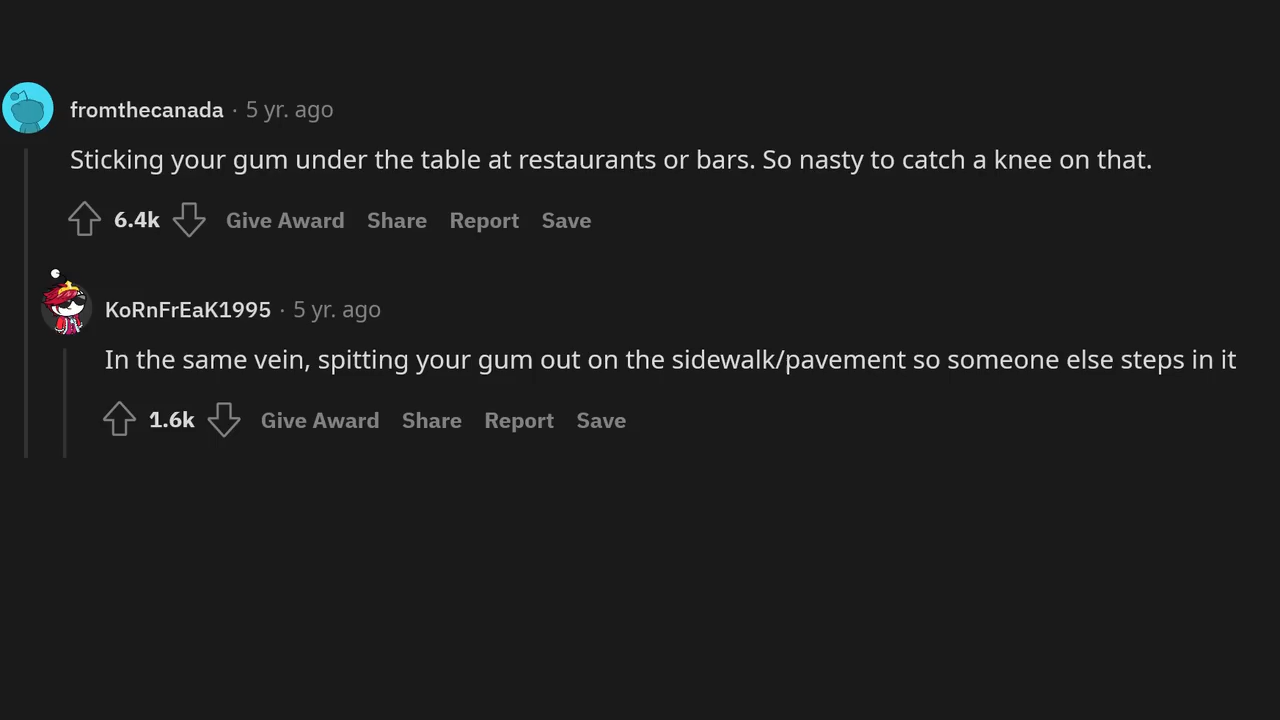 fromthecanada · 5 yr. ago
Sticking your gum under the table at restaurants or bars. So nasty to catch a knee on that.
6.4k Give Award Share Report Save
KoRnFrEaK1995 · 5 yr. ago
In the same vein, spitting your gum out on the sidewalk/pavement so someone else steps in it
1.6k Give Award Share Report Save